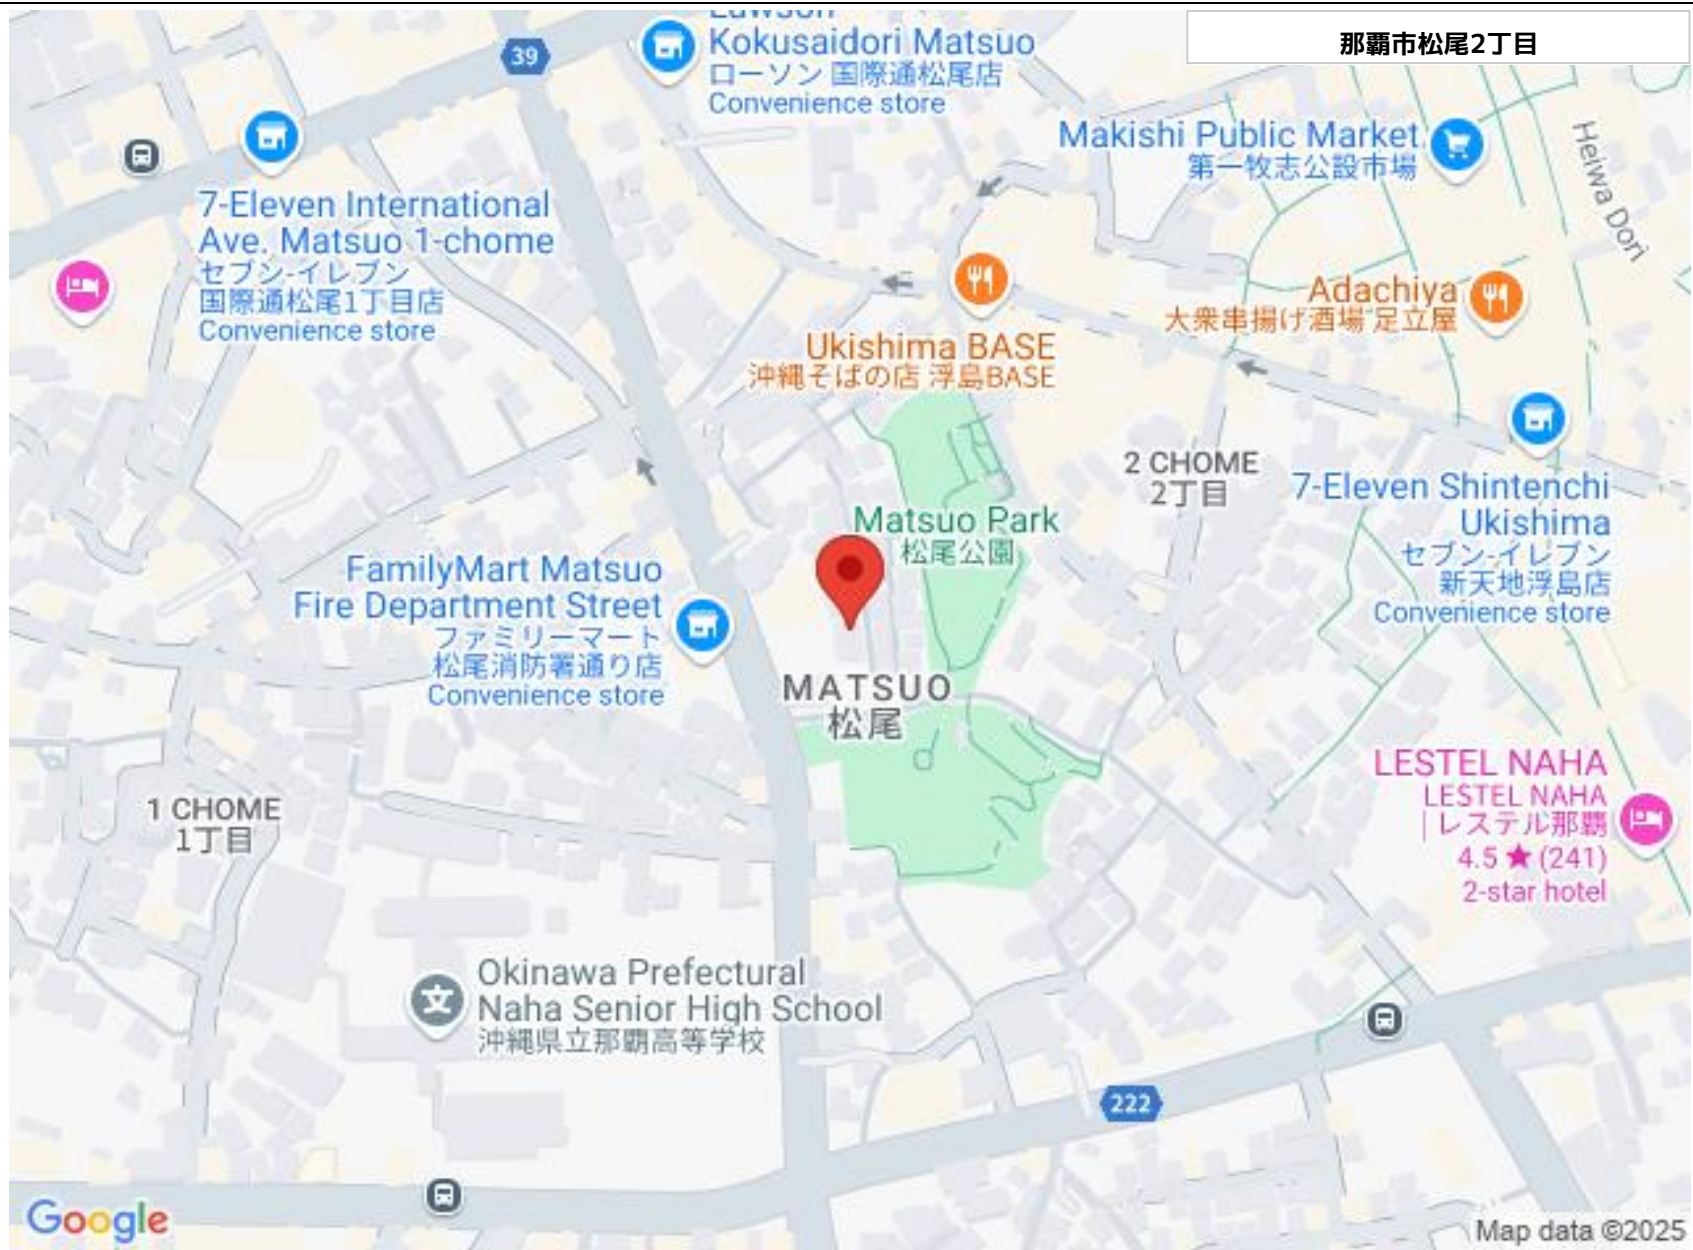 那覇市松尾2丁目
39
Kokusaidori Matsuo
ローソン 国際通松尾店
Convenience store
Makishi Public Market
第一牧志公設市場
Heiwa Dori
7-Eleven International
Ave. Matsuo 1-chome
セブン-イレブン
国際通松尾1丁目店
Convenience store
Adachiya
大衆串揚げ酒場 足立屋
Ukishima BASE
沖縄そばの店 浮島BASE
2 CHOME
2丁目
7-Eleven Shintenchi
Ukishima
セブン-イレブン
新天地浮島店
Convenience store
Matsuo Park
松尾公園
FamilyMart Matsuo
Fire Department Street
ファミリーマート
松尾消防署通り店
Convenience store
MATSUO
松尾
LESTEL NAHA
LESTEL NAHA
| レステル那覇
4.5 ★ (241)
2-star hotel
1 CHOME
1丁目
文
Okinawa Prefectural
Naha Senior High School
沖縄県立那覇高等学校
222
Google
Map data ©2025